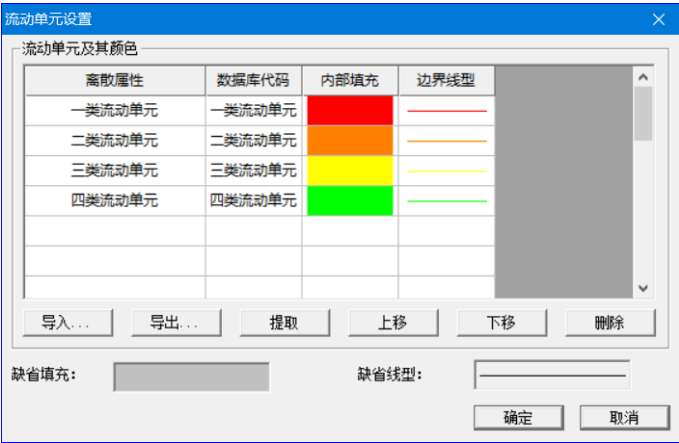 流动单元设置
流动单元及其颜色
离散属性 数据库代码 内部填充 边界线型
一类流动单元 一类流动单元
二类流动单元 二类流动单元
三类流动单元 三类流动单元
四类流动单元 四类流动单元
导入... 导出... 提取 上移 下移 删除
缺省填充: 缺省线型:
确定 取消